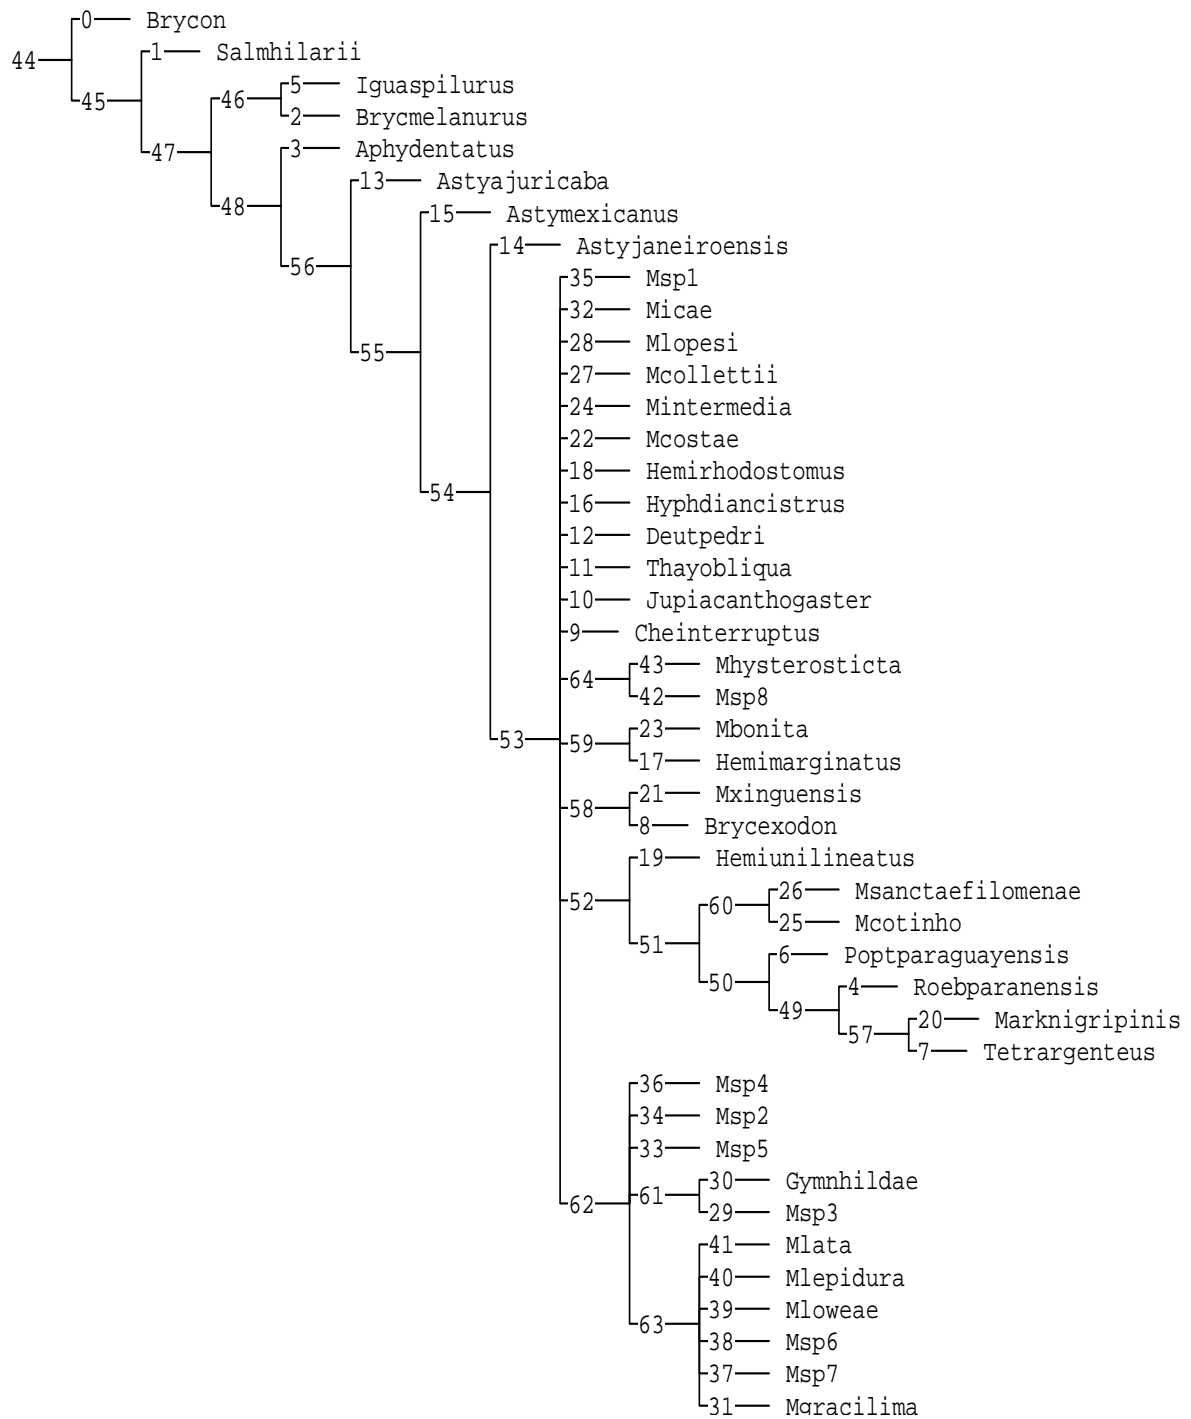 0 Brycon
44
1 Salmhilarii
5 Iguaspilurus
45 46
2 Brycmelanurus
3 Aphydentatus
47
13 Astyajuricaba
48
15 Astymexicanus
14 Astyjaneiroensis
56
35 Msp1
32 Micae
28 Mlopesi
55
27 Mcollettii
24 Mintermedia
22 Mcostae
18 Hemirhodostomus
54
16 Hyphdiancistrus
12 Deutpedri
11 Thayobliqua
10 Jupiacanthogaster
9 Cheinterruptus
43 Mhysterosticta
64
42 Msp8
23 Mbonita
53 59
17 Hemimarginatus
21 Mxinguensis
58
8 Brycexodon
19 Hemiunilineatus
26 Msanctaefilomenae
52 60
25 Mcotinho
51
6 Poptparaguayensis
50
4 Roebparanensis
49
20 Marknigripinis
57
7 Tetrargenteus
36 Msp4
34 Msp2
33 Msp5
30 Gymnhildae
61
62
29 Msp3
41 Mlata
40 Mlepidura
39 Mloweae
63
38 Msp6
37 Msp7
31 Mgracilima